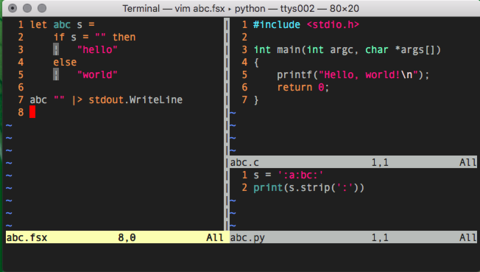 Terminal — vim abc.fsx ▸ python — ttys002 — 80×20
1 let abc s =
2     if s = "" then
3     |   "hello"
4     else
5     |   "world"
6
7 abc "" |> stdout.WriteLine
8
~
~
~
~
~
~
~
~
~
abc.fsx 8,0 All
1 #include <stdio.h>
2
3 int main(int argc, char *args[])
4 {
5     printf("Hello, world!\n");
6     return 0;
7 }
~
~
~
~
abc.c 1,1 All
1 s = ':a:bc:'
2 print(s.strip(':'))
~
~
~
abc.py 1,1 All